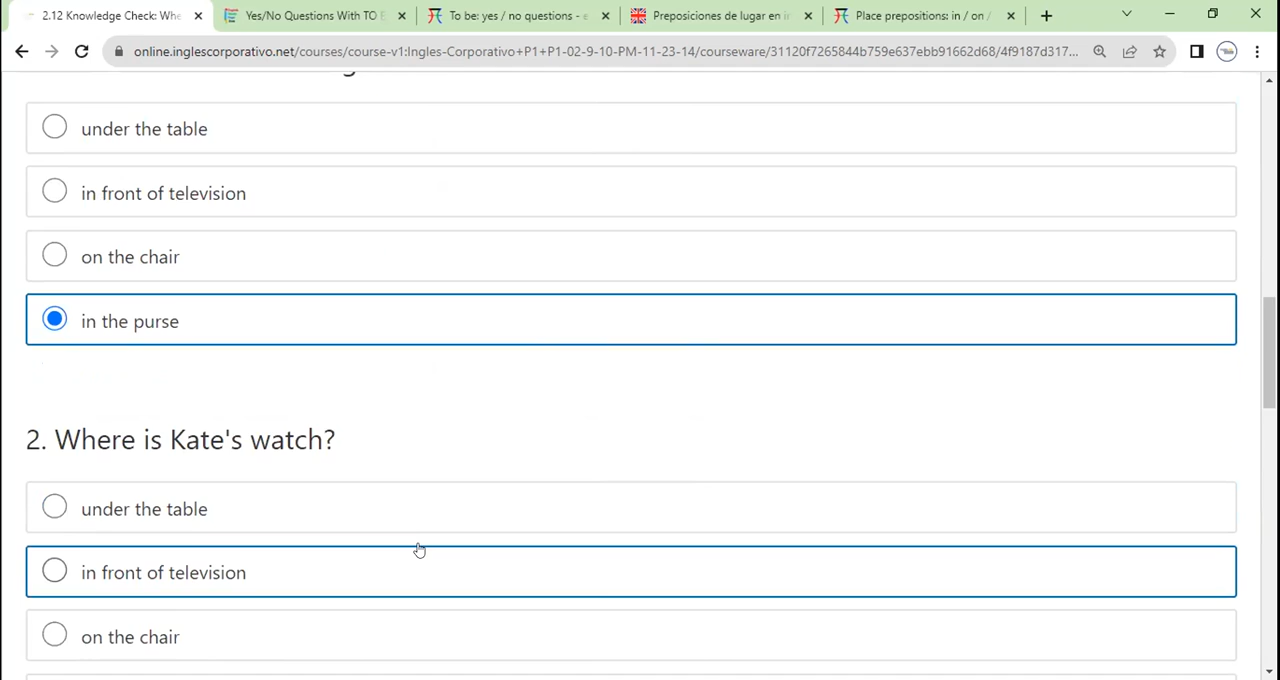 2.12 Knowledge Check: Whe
Yes/No Questions With TO B
To be: yes / no questions - e
Preposiciones de lugar en in
Place prepositions: in / on /
online.inglescorporativo.net/courses/course-v1:Ingles-Corporativo+P1+P1-02-9-10-PM-11-23-14/courseware/31120f7265844b759e637ebb91662d68/4f9187d317...
under the table
in front of television
on the chair
in the purse
2. Where is Kate's watch?
under the table
in front of television
on the chair